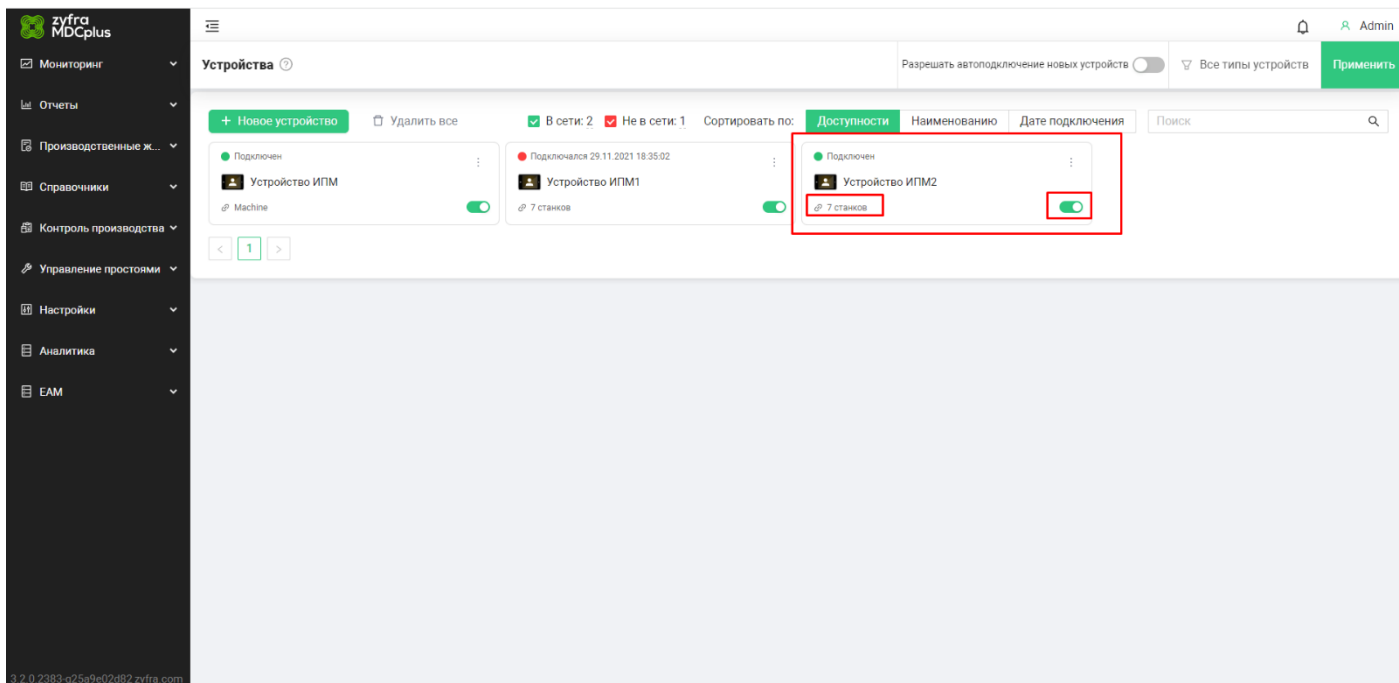 zyfra
MDCplus
Admin
Мониторинг
Отчеты
Производственные ж...
Справочники
Контроль производства
Управление простоями
Настройки
Аналитика
EAM
3.2.0.2383-g25a9e02d82.zyfra.com
Устройства
Разрешать автоподключение новых устройств
Все типы устройств
Применить
+ Новое устройство
Удалить все
В сети: 2
Не в сети: 1
Сортировать по:
Доступности
Наименованию
Дате подключения
Поиск
Подключен
Устройство ИПМ
Machine
Подключался 29.11.2021 18:35:02
Устройство ИПМ1
7 станков
Подключен
Устройство ИПМ2
7 станков
< 1 >